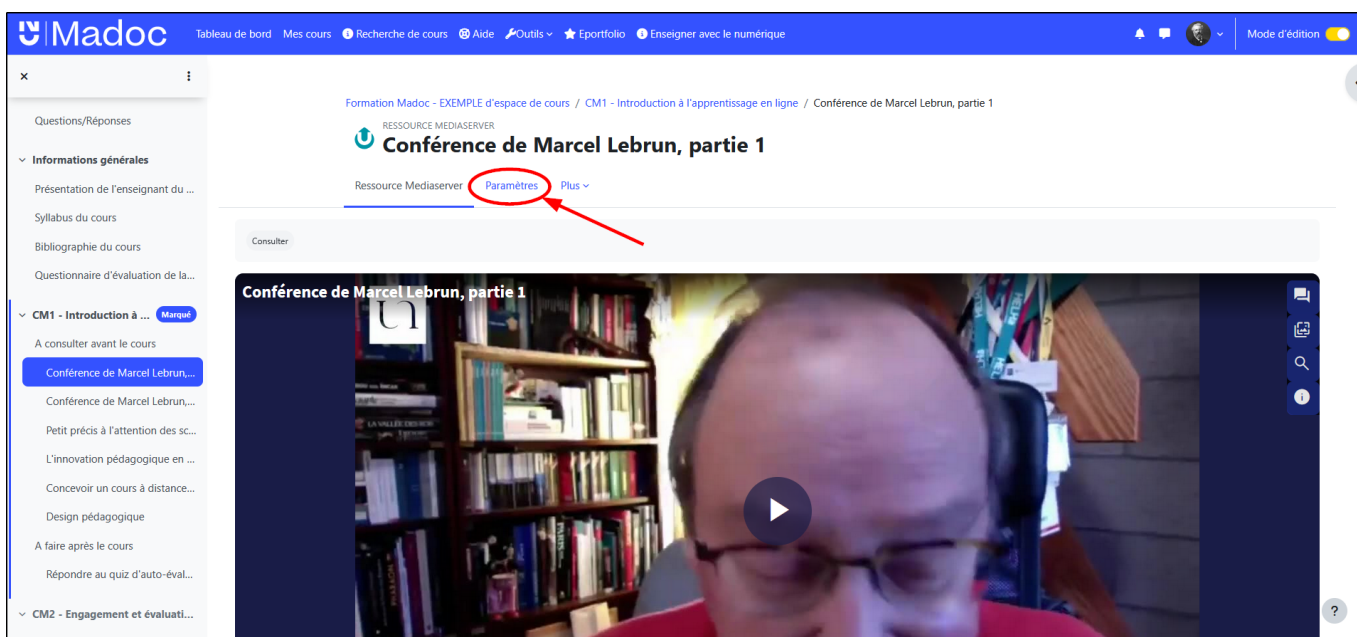 Madoc
Tableau de bord Mes cours Recherche de cours Aide Outils Eportfolio Enseigner avec le numérique Mode d'édition
Questions/Réponses
Informations générales
Présentation de l'enseignant du ...
Syllabus du cours
Bibliographie du cours
Questionnaire d'évaluation de la...
CM1 - Introduction à ... Marqué
A consulter avant le cours
Conférence de Marcel Lebrun,...
Conférence de Marcel Lebrun,...
Petit précis à l'attention des sc...
L'innovation pédagogique en ...
Concevoir un cours à distance...
Design pédagogique
A faire après le cours
Répondre au quiz d'auto-éval...
CM2 - Engagement et évaluati...
Formation Madoc - EXEMPLE d'espace de cours / CM1 - Introduction à l'apprentissage en ligne / Conférence de Marcel Lebrun, partie 1
RESSOURCE MEDIASERVER
Conférence de Marcel Lebrun, partie 1
Ressource Mediaserver Paramètres Plus
Consulter
Conférence de Marcel Lebrun, partie 1
?